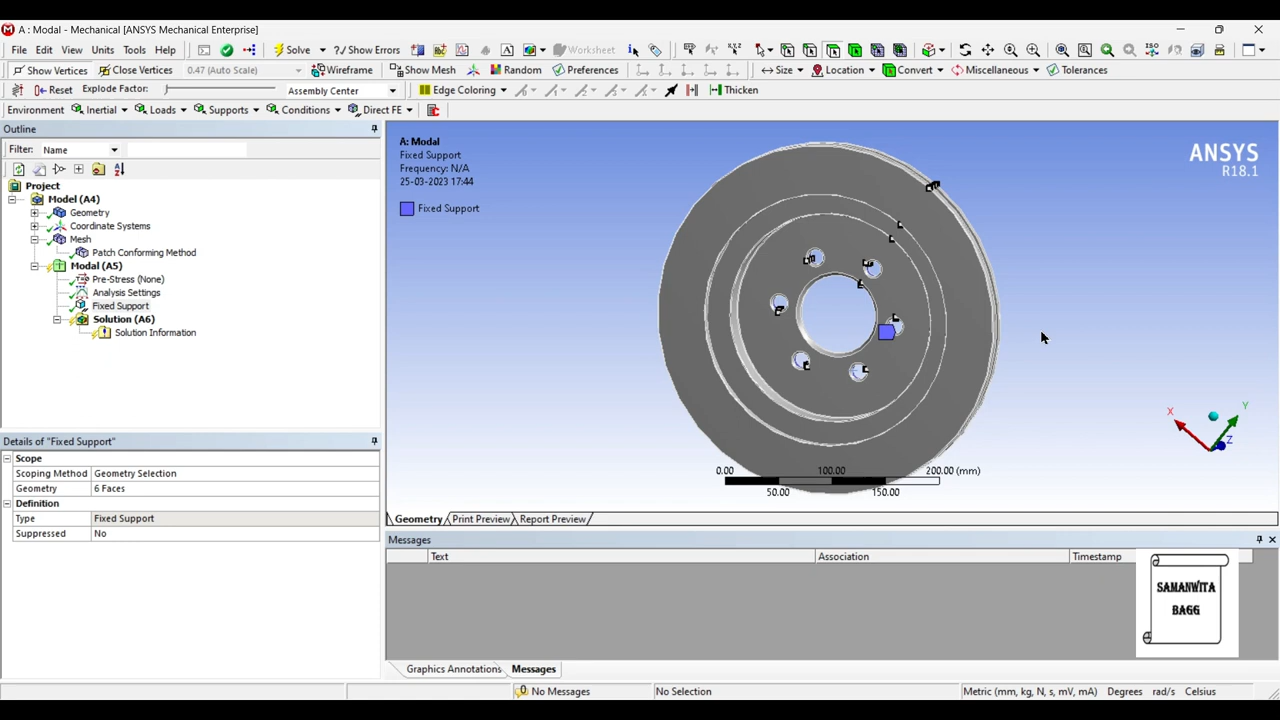 A : Modal - Mechanical [ANSYS Mechanical Enterprise]
File Edit View Units Tools Help Solve ?/ Show Errors Worksheet
Show Vertices Close Vertices 0.47 (Auto Scale) Wireframe Show Mesh Random Preferences Size Location Convert Miscellaneous Tolerances
Reset Explode Factor: Assembly Center Edge Coloring Thicken
Environment Inertial Loads Supports Conditions Direct FE
Outline
Filter: Name
Project
Model (A4)
Geometry
Coordinate Systems
Mesh
Patch Conforming Method
Modal (A5)
Pre-Stress (None)
Analysis Settings
Fixed Support
Solution (A6)
Solution Information
Details of "Fixed Support"
Scope
Scoping Method Geometry Selection
Geometry 6 Faces
Definition
Type Fixed Support
Suppressed No
A: Modal
Fixed Support
Frequency: N/A
25-03-2023 17:44
Fixed Support
ANSYS
R18.1
X Y Z
0.00 100.00 200.00 (mm)
50.00 150.00
Geometry Print Preview Report Preview
Messages
Text Association Timestamp
SAMANWITA
BAGG
Graphics Annotations Messages
No Messages No Selection Metric (mm, kg, N, s, mV, mA) Degrees rad/s Celsius